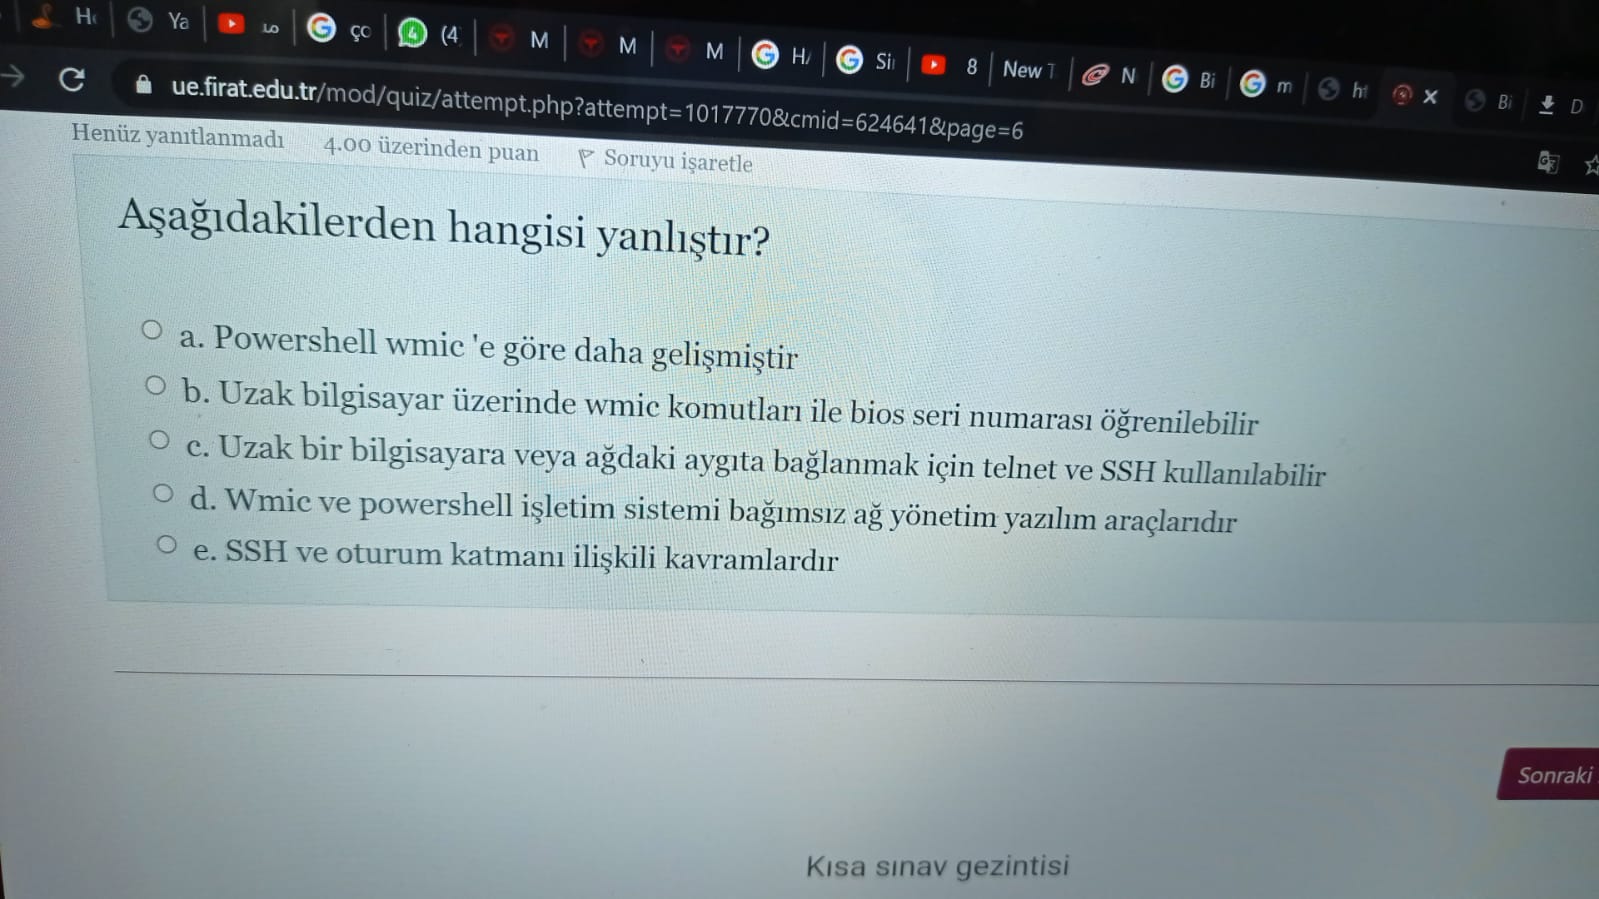 Ya
LO
ço
4
(4
M
M
M
H
Si
8
New T
N
Bi
m
X
Bi
D
ue.firat.edu.tr/mod/quiz/attempt.php?attempt=1017770&cmid=624641&page=6
Henüz yanıtlanmadı 4.00 üzerinden puan Soruyu işaretle
Aşağıdakilerden hangisi yanlıştır?
a. Powershell wmic 'e göre daha gelişmiştir
b. Uzak bilgisayar üzerinde wmic komutları ile bios seri numarası öğrenilebilir
c. Uzak bir bilgisayara veya ağdaki aygıta bağlanmak için telnet ve SSH kullanılabilir
d. Wmic ve powershell işletim sistemi bağımsız ağ yönetim yazılım araçlarıdır
e. SSH ve oturum katmanı ilişkili kavramlardır
Sonraki
Kısa sınav gezintisi